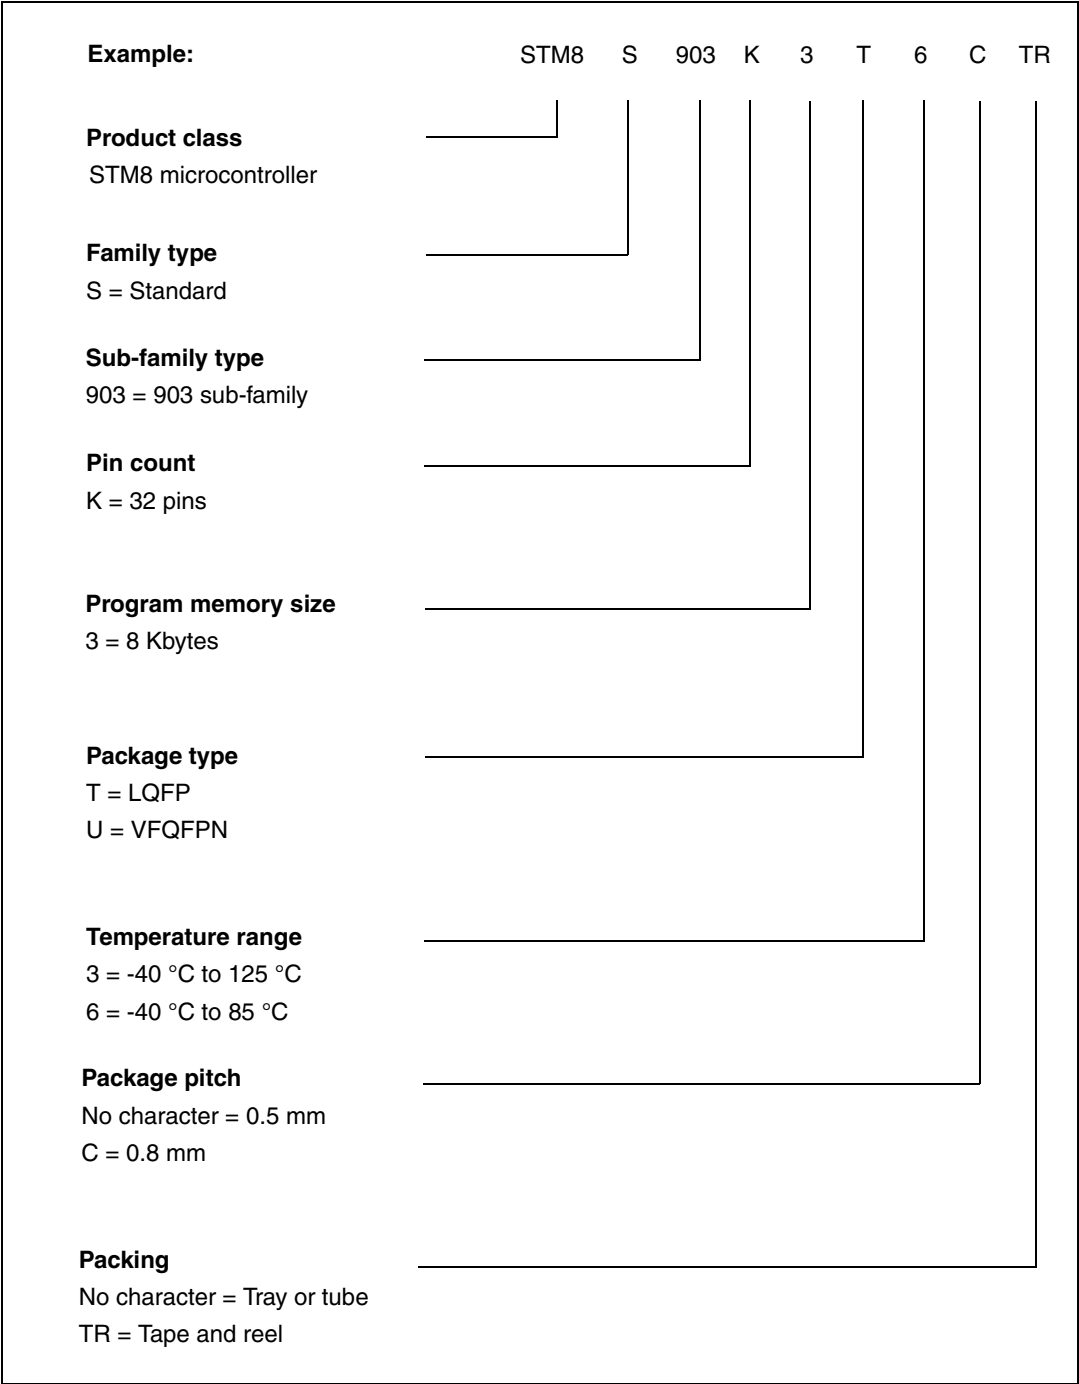 Example: STM8 S 903 K 3 T 6 C TR
Product class
STM8 microcontroller
Family type
S = Standard
Sub-family type
903 = 903 sub-family
Pin count
K = 32 pins
Program memory size
3 = 8 Kbytes
Package type
T = LQFP
U = VFQFPN
Temperature range
3 = -40 °C to 125 °C
6 = -40 °C to 85 °C
Package pitch
No character = 0.5 mm
C = 0.8 mm
Packing
No character = Tray or tube
TR = Tape and reel